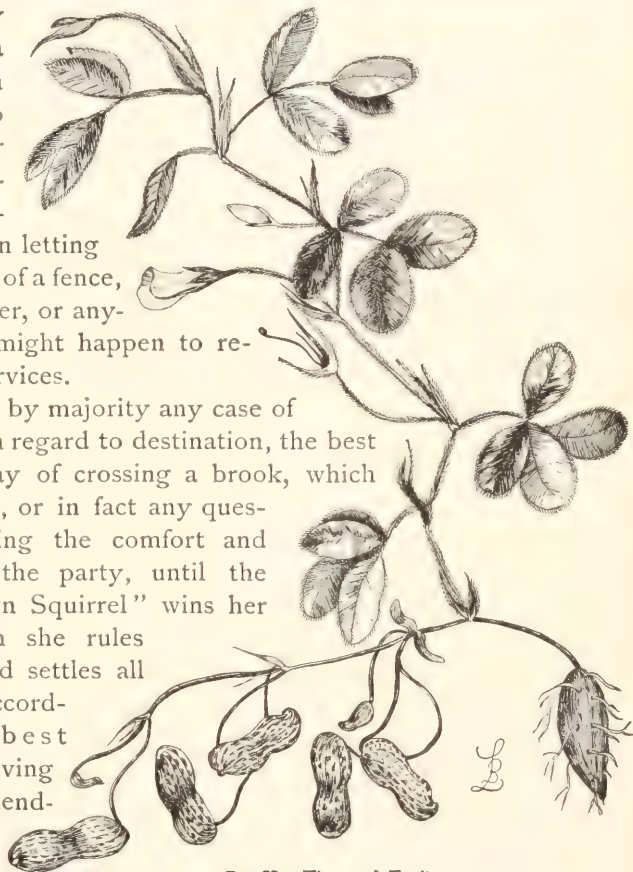 n letting
of a fence,
er, or any-
might happen to re-
rvices.
by majority any case of
n regard to destination, the best
ay of crossing a brook, which
, or in fact any ques-
ing the comfort and
the party, until the
n Squirrel" wins her
n she rules
d settles all
ccord-
best
ving
end-